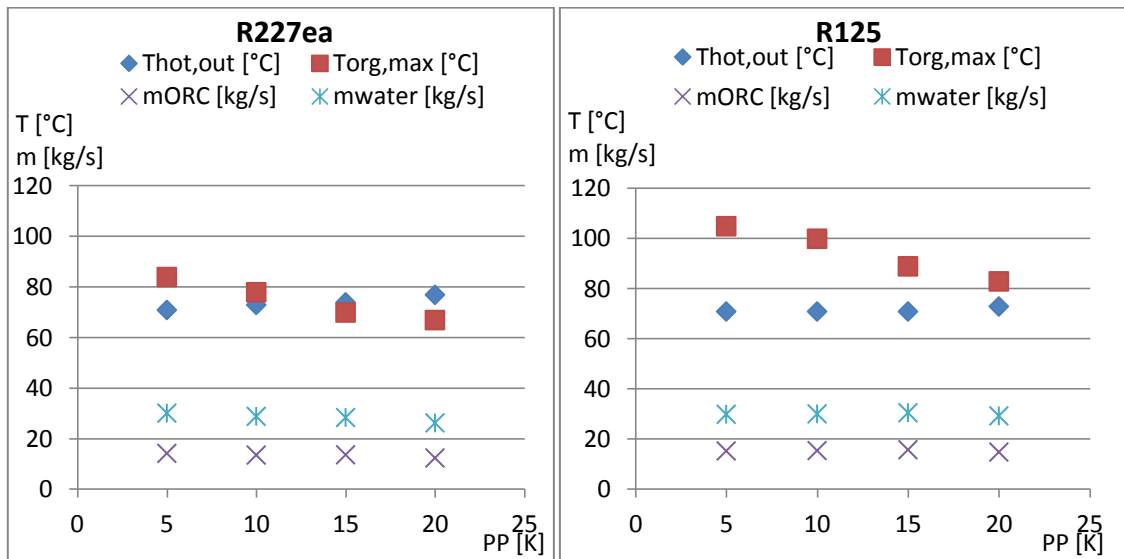 R227ea
Thot,out [°C] Torg,max [°C]
mORC [kg/s] mwater [kg/s]
T [°C]
m [kg/s]
120
100
80
60
40
20
0
0 5 10 15 20 25
PP [K]
R125
Thot,out [°C] Torg,max [°C]
mORC [kg/s] mwater [kg/s]
T [°C]
m [kg/s]
120
100
80
60
40
20
0
0 5 10 15 20 25
PP [K]